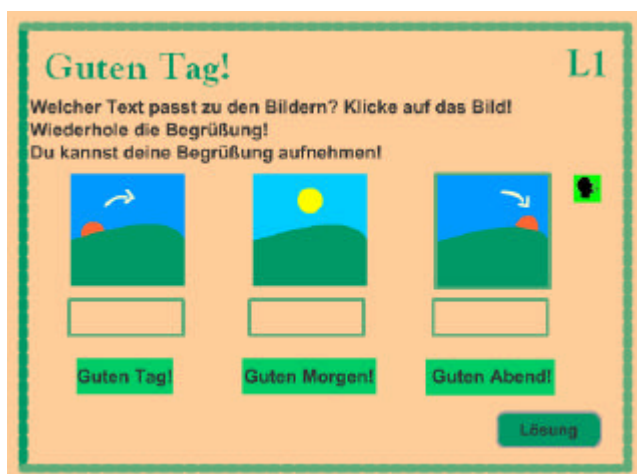 Guten Tag!
L1
Welcher Text passt zu den Bildern? Klicke auf das Bild!
Wiederhole die Begrüßung!
Du kannst deine Begrüßung aufnehmen!
Guten Tag!
Guten Morgen!
Guten Abend!
Lösung